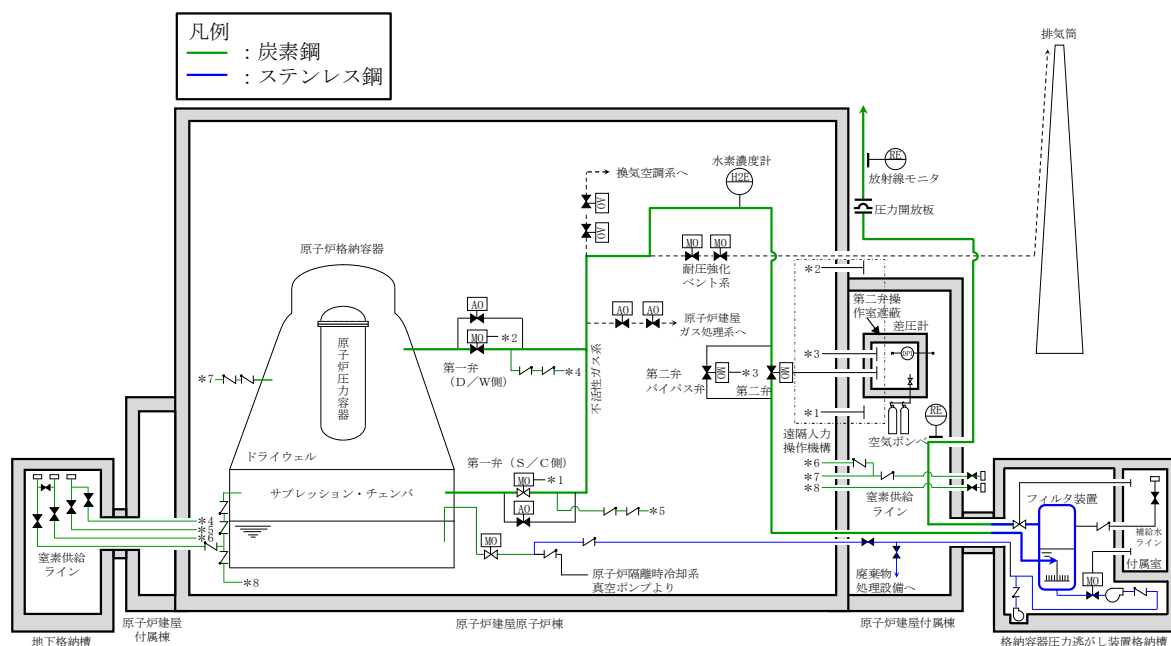 凡例
：炭素鋼
：ステンレス鋼
排気筒
水素濃度計
H2E
換気空調系へ
AO
AO
RE
放射線モニタ
圧力開放板
原子炉格納容器
MO
MO
耐圧強化
ベント系
*2
第二弁操
作室遮蔽
差圧計
DPI
AO
MO
*2
AO
AO
原子炉建屋
ガス処理系へ
原子炉圧力容器
不活性ガス系
*3
*7
第一弁
（D／W側）
*4
MO
*3
MO
第二弁
バイパス弁
第二弁
*1
RE
遠隔人力
操作機構
空気ボンベ
ドライウェル
第一弁（S／C側）
MO
*1
*6
*7
*8
窒素供給
ライン
サプレッション・チェンバ
AO
*5
フィルタ装置
補給水
ライン
付属室
*4
*5
*6
窒素供給
ライン
MO
*8
原子炉隔離時冷却系
真空ポンプより
廃棄物
処理設備へ
MO
地下格納槽
原子炉建屋
付属棟
原子炉建屋原子炉棟
原子炉建屋付属棟
格納容器圧力逃がし装置格納槽